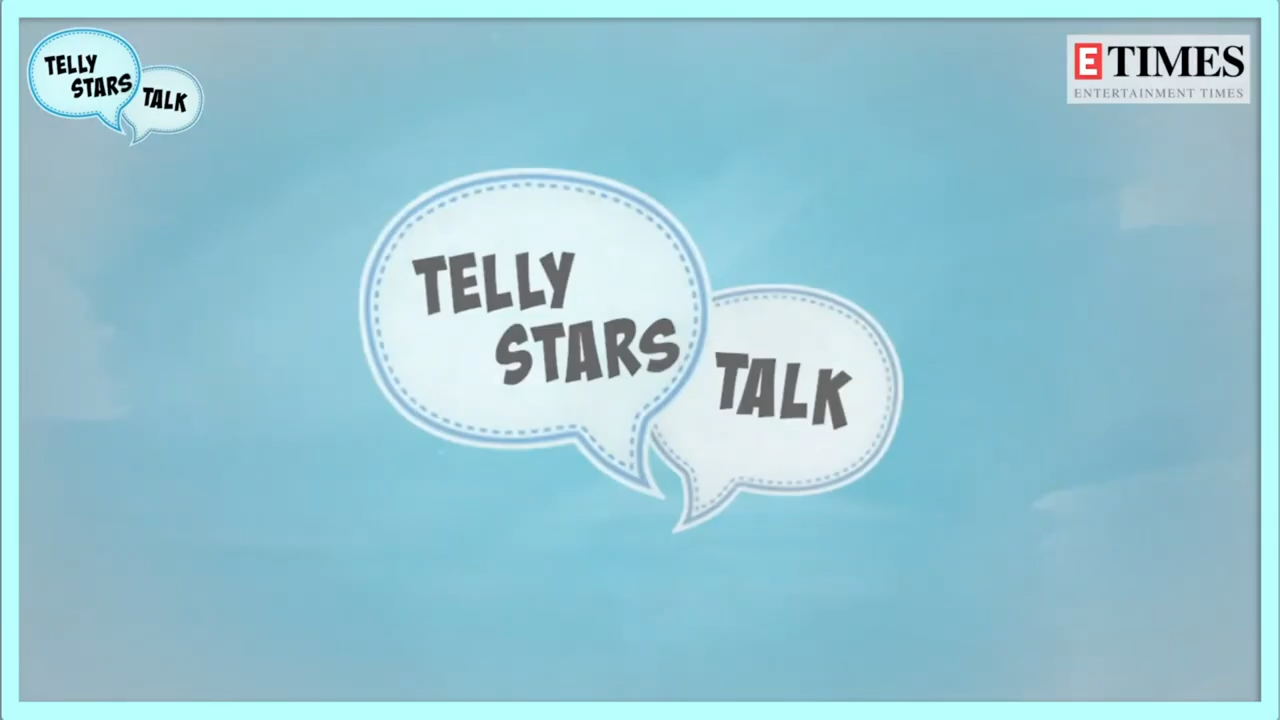 TELLY
STARS
TALK
E TIMES
ENTERTAINMENT TIMES
TELLY
STARS
TALK